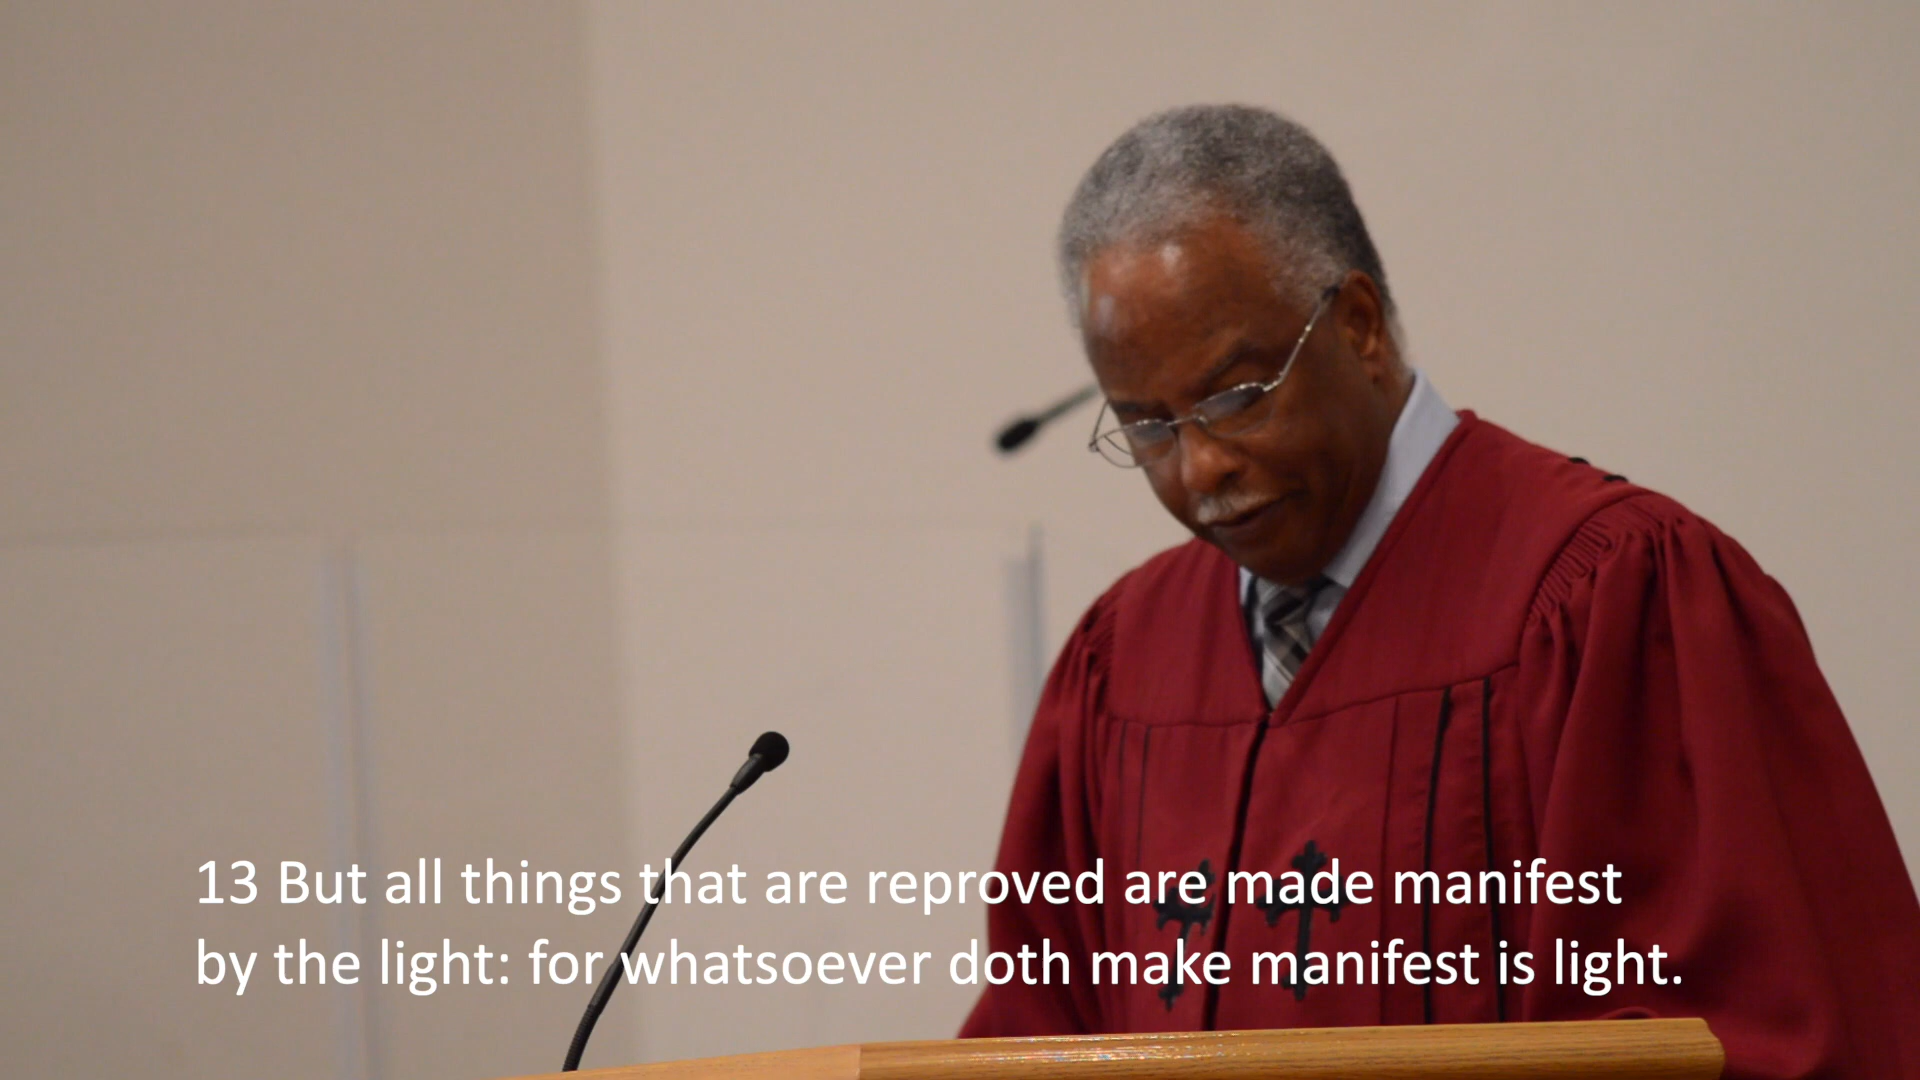 13 But all things that are reproved are made manifest
by the light: for whatsoever doth make manifest is light.